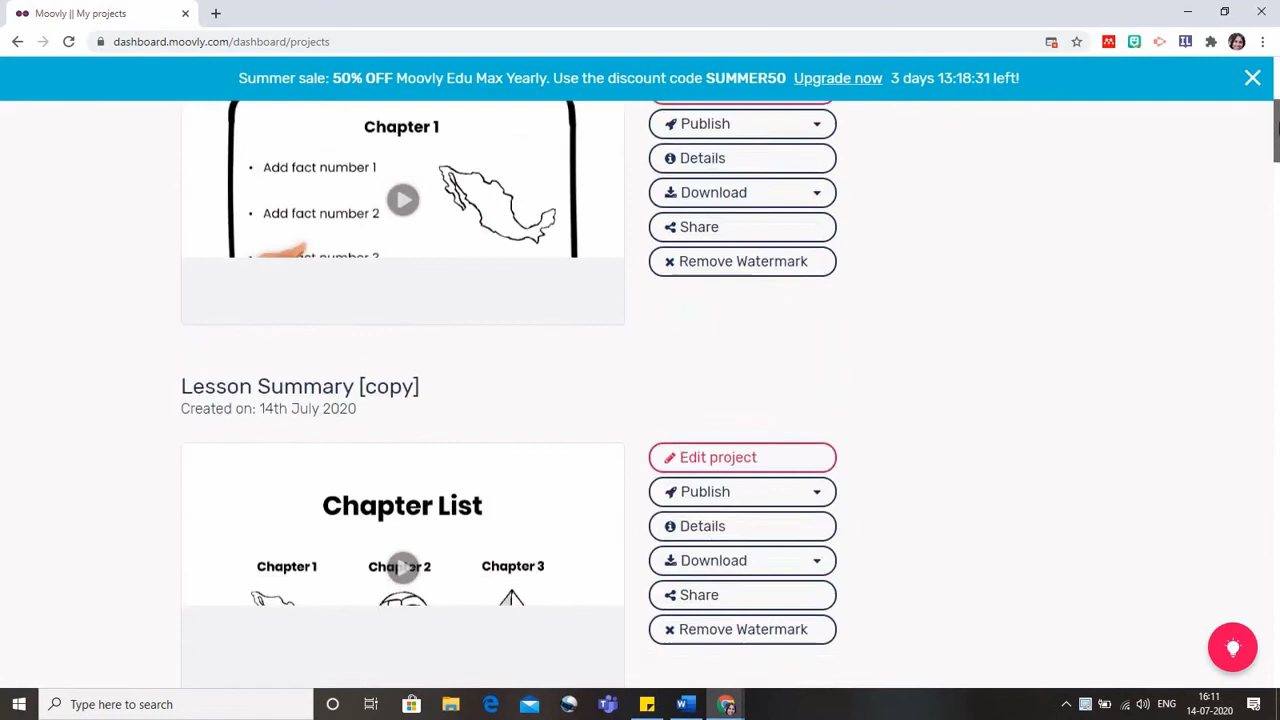 Moovly || My projects
dashboard.moovly.com/dashboard/projects
Summer sale: 50% OFF Moovly Edu Max Yearly. Use the discount code SUMMER50 Upgrade now 3 days 13:18:31 left!
Chapter 1
• Add fact number 1
• Add fact number 2
fact number
Publish
Details
Download
Share
Remove Watermark
Lesson Summary [copy]
Created on: 14th July 2020
Chapter List
Chapter 1
Chapter 2
Chapter 3
Edit project
Publish
Details
Download
Share
Remove Watermark
Type here to search
ENG
16:11
14-07-2020